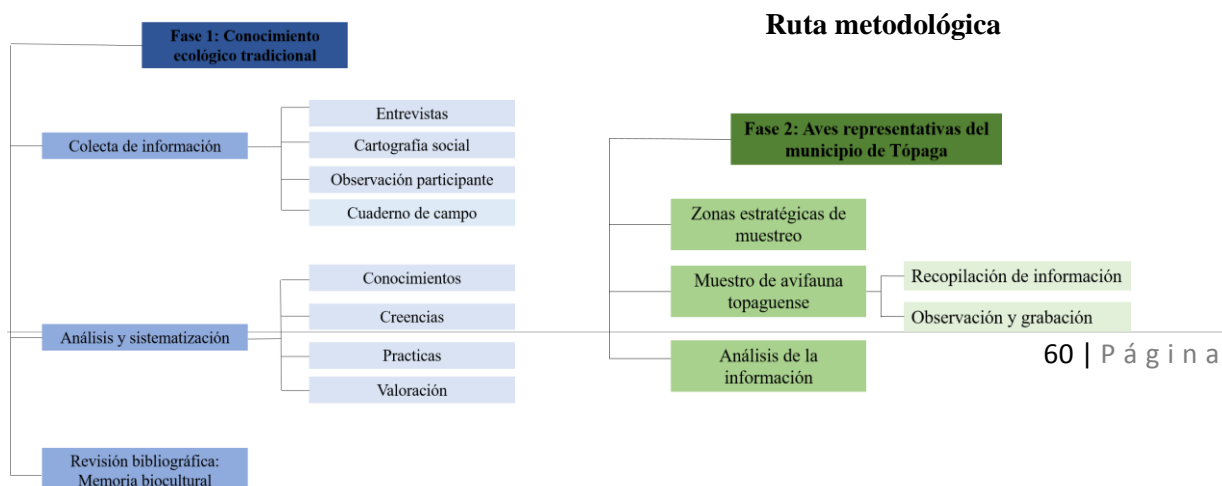 Ruta metodológica
Fase 1: Conocimiento
ecológico tradicional
Colecta de información
Entrevistas
Cartografía social
Observación participante
Cuaderno de campo
Análisis y sistematización
Conocimientos
Creencias
Practicas
Valoración
Revisión bibliográfica:
Memoria biocultural
Fase 2: Aves representativas del
municipio de Tópaga
Zonas estratégicas de
muestreo
Muestro de avifauna
topaguense
Recopilación de información
Observación y grabación
Análisis de la
información
60 | Página